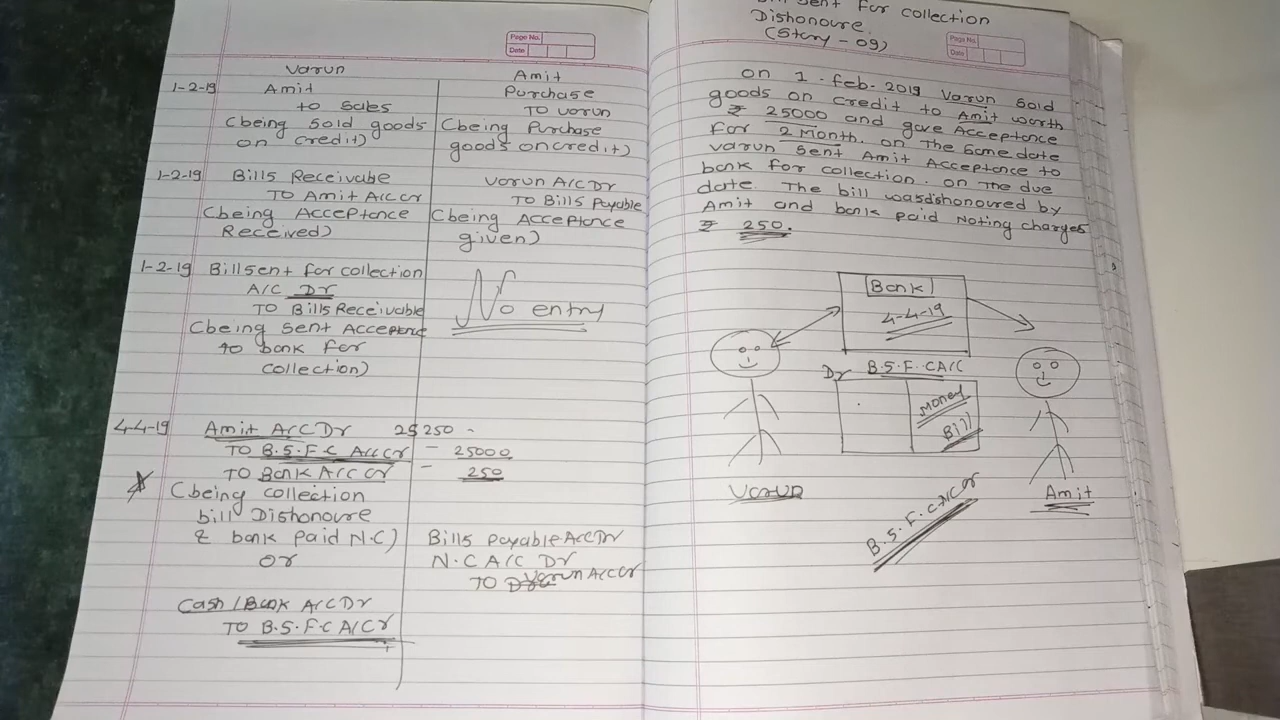 Page No.
Date
Varun
Amit
1-2-19 Amit
to Sales
(being sold goods
on credit)
Purchase
TO Varun
(being Purchase
goods on credit)
1-2-19 Bills Receivabe
TO Amit A/c cr
(being Acceptance
Received)
Varun A/C Dr
TO Bills Payable
(being Acceptance
given)
1-2-19 Bill sent for collection
A/C Dr
TO Bills Receivable
(being sent Acceptance
to bank for
collection)
No entry
4-4-19 Amit A/C Dr 25250 -
TO B.S.F.C A/c cr - 25000
TO Bank A/C cr - 250
(being collection
bill Dishonoure
& bank paid N.C)
or
Cash/Bank A/C Dr
TO B.S.F.C A/C cr
Bills Payable A/c Dr
N.C A/C Dr
TO Varun A/C cr
sent for collection
Dishonoure
(Story - 09)
Page No.
Date
on 1. feb. 2019 Varun sold
goods on credit to Amit worth
₹ 25000 and gave Acceptance
for 2 Month. on the same date
varun sent Amit Acceptance to
bank for collection. on the due
date The bill was dishonoured by
Amit and bank paid Noting charges
₹ 250.
Bank
4-4-19
Dr B.S.F.C A/C
Money
Bill
Varun
Amit
B.S.F.C A/C cr